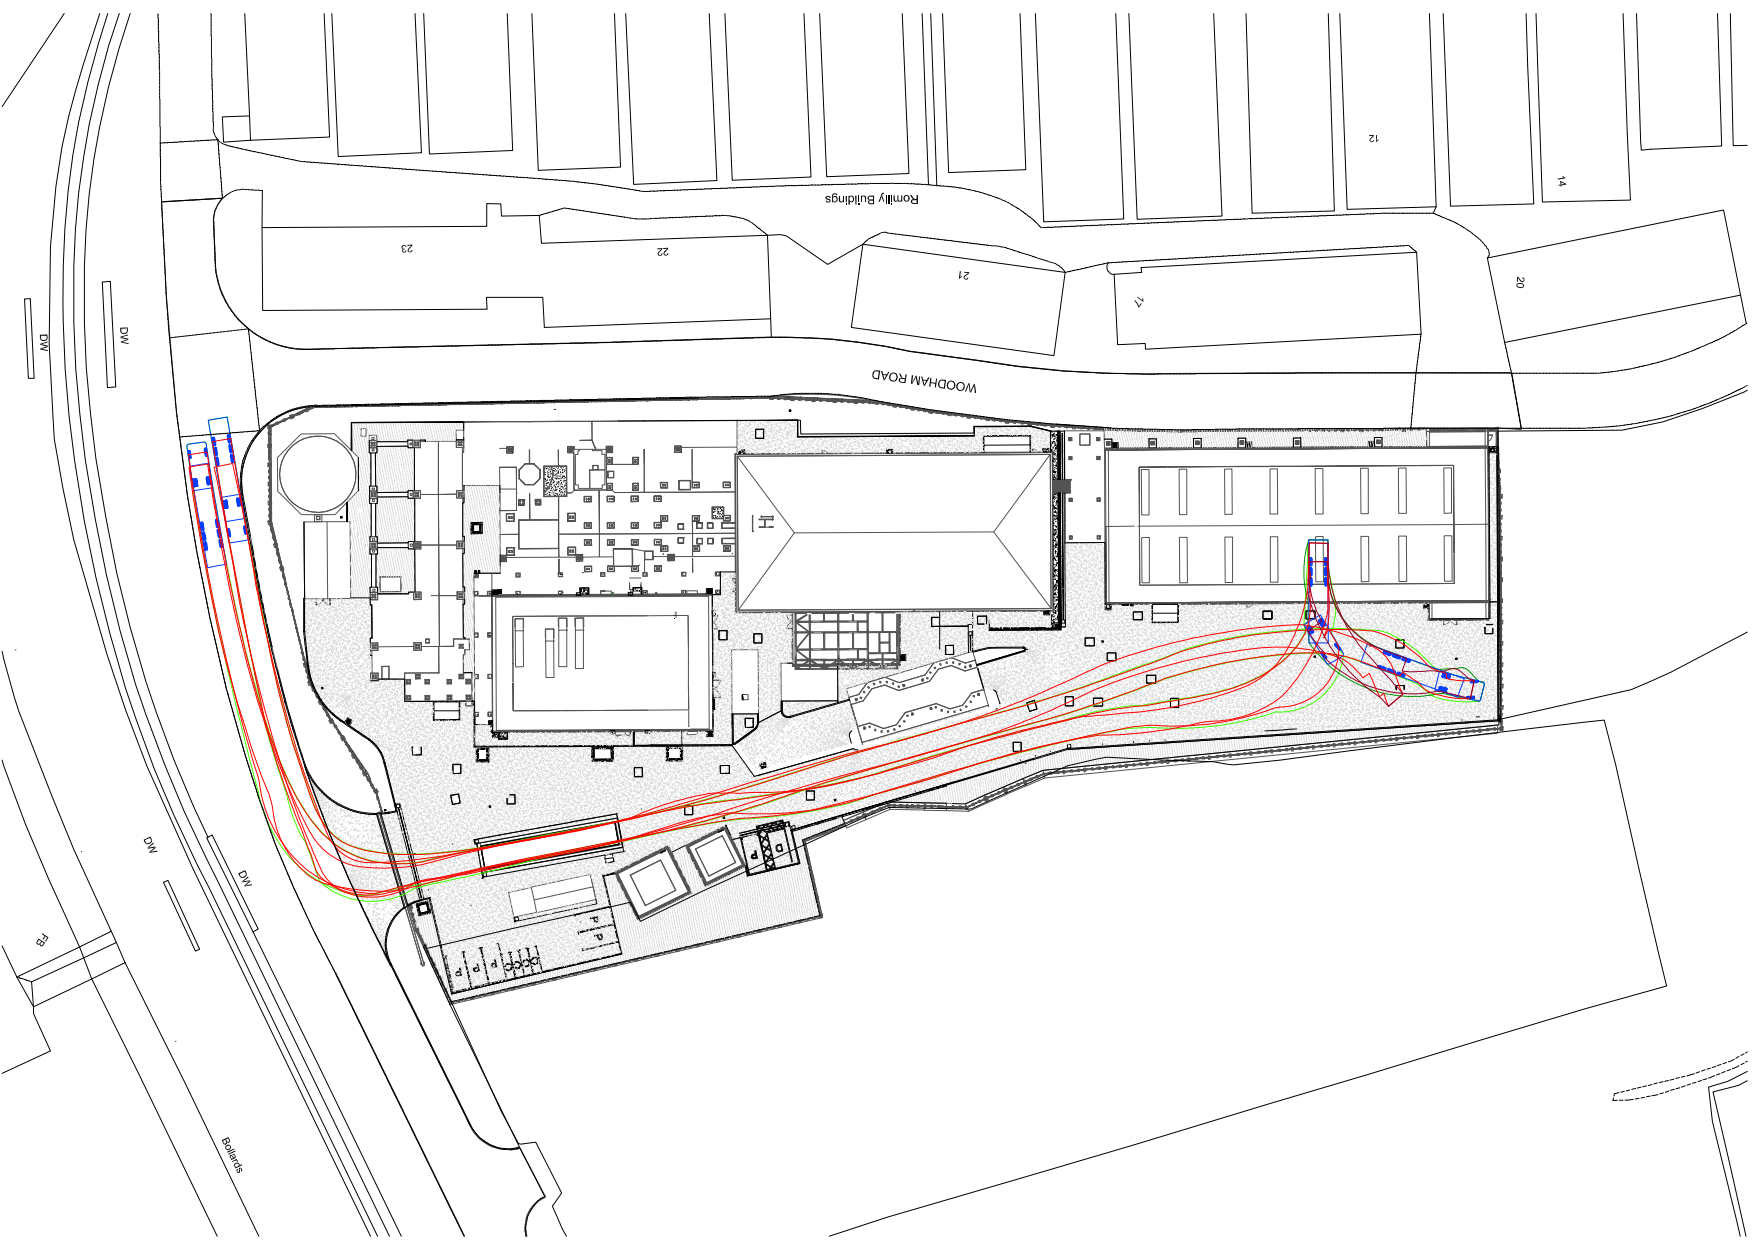 12
14
Romilly Buildings
23
22
21
17
20
DW
DW
WOODHAM ROAD
H
DW
DW
FB
P
D
P
P
P
P
P
C
C
C
C
Bollards